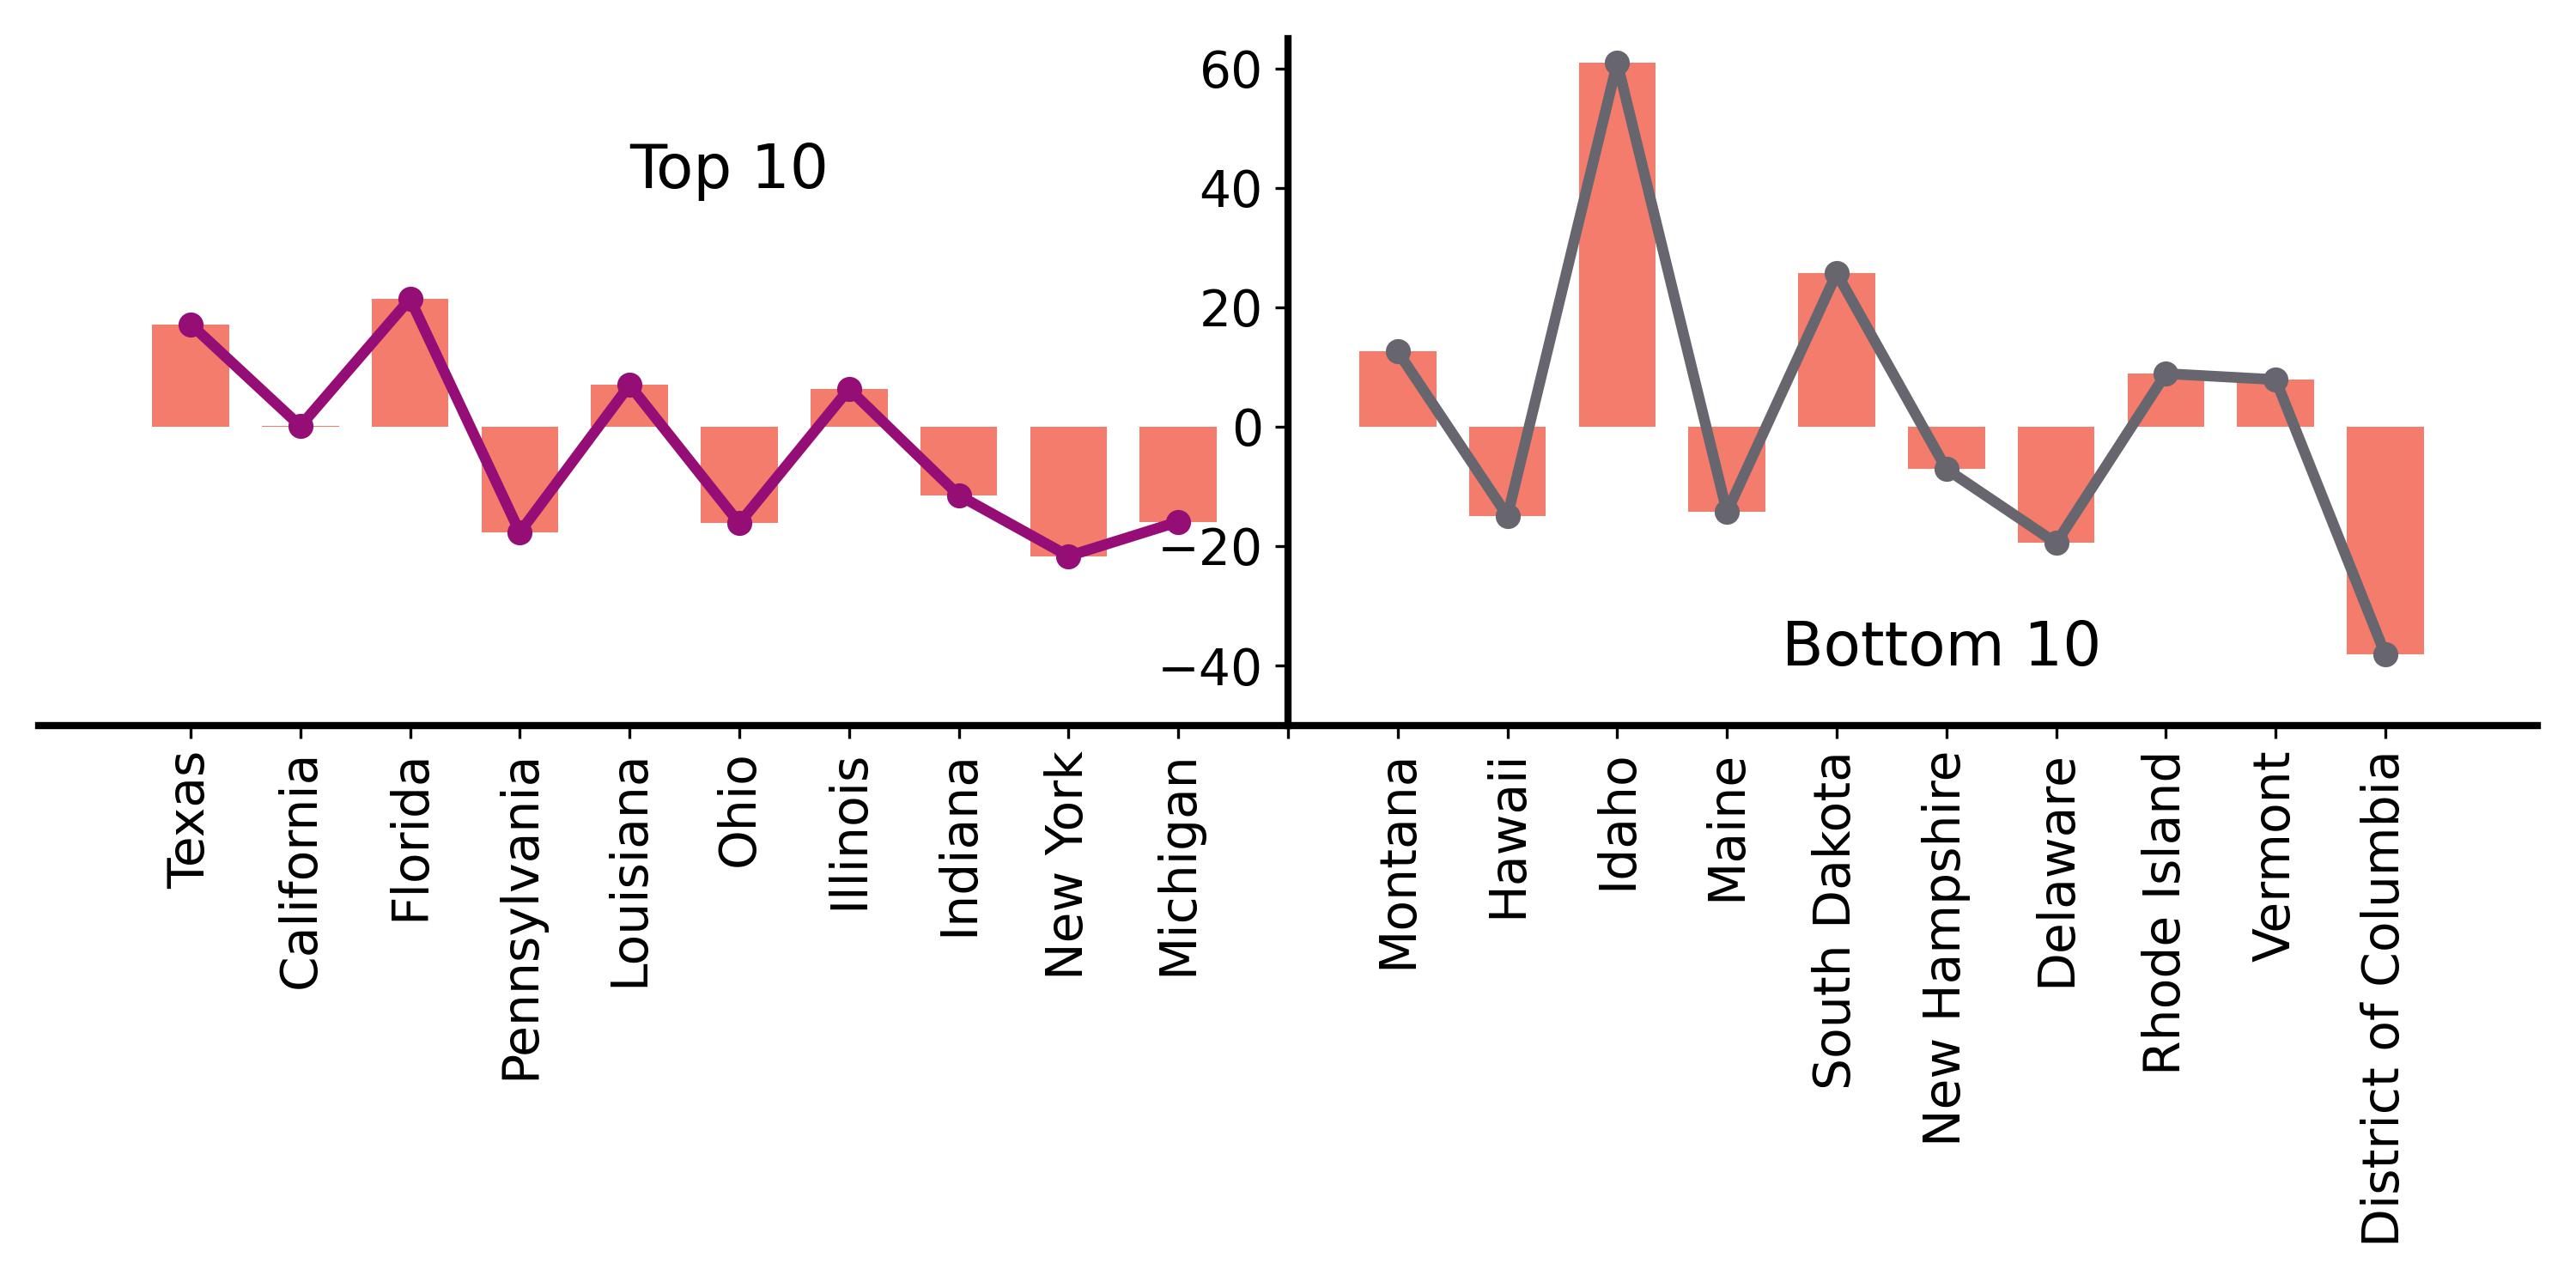 Top 10
60
40
20
0
−20
−40
Bottom 10
Texas
California
Florida
Pennsylvania
Louisiana
Ohio
Illinois
Indiana
New York
Michigan
Montana
Hawaii
Idaho
Maine
South Dakota
New Hampshire
Delaware
Rhode Island
Vermont
District of Columbia